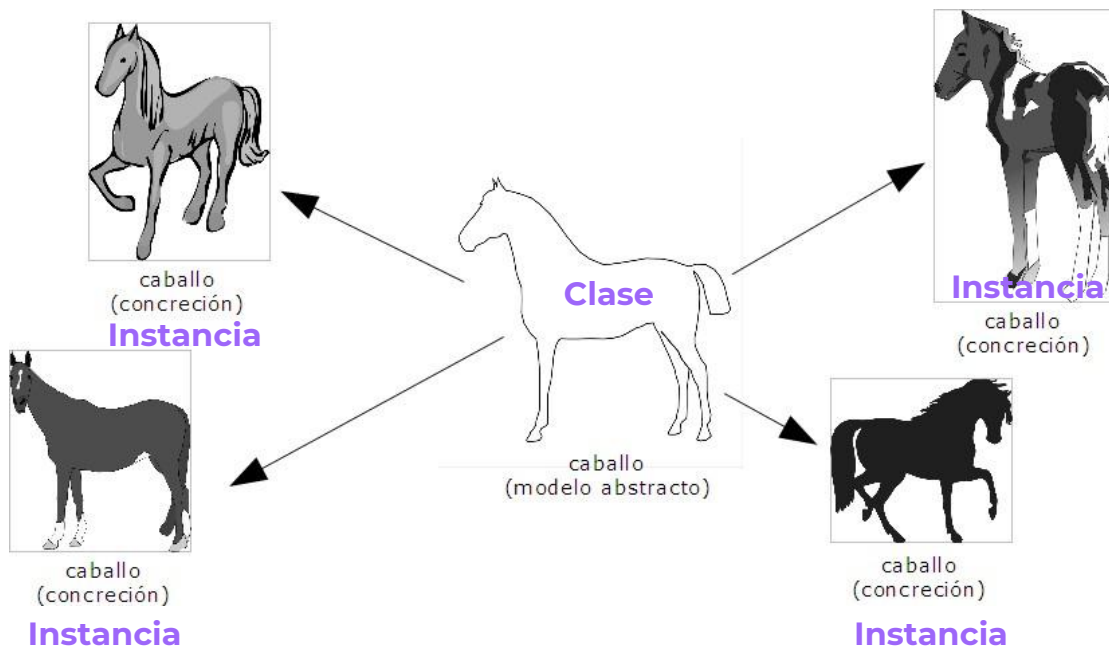 caballo
(concreción)
Instancia
Instancia
caballo
(concreción)
Clase
caballo
(modelo abstracto)
caballo
(concreción)
Instancia
caballo
(concreción)
Instancia